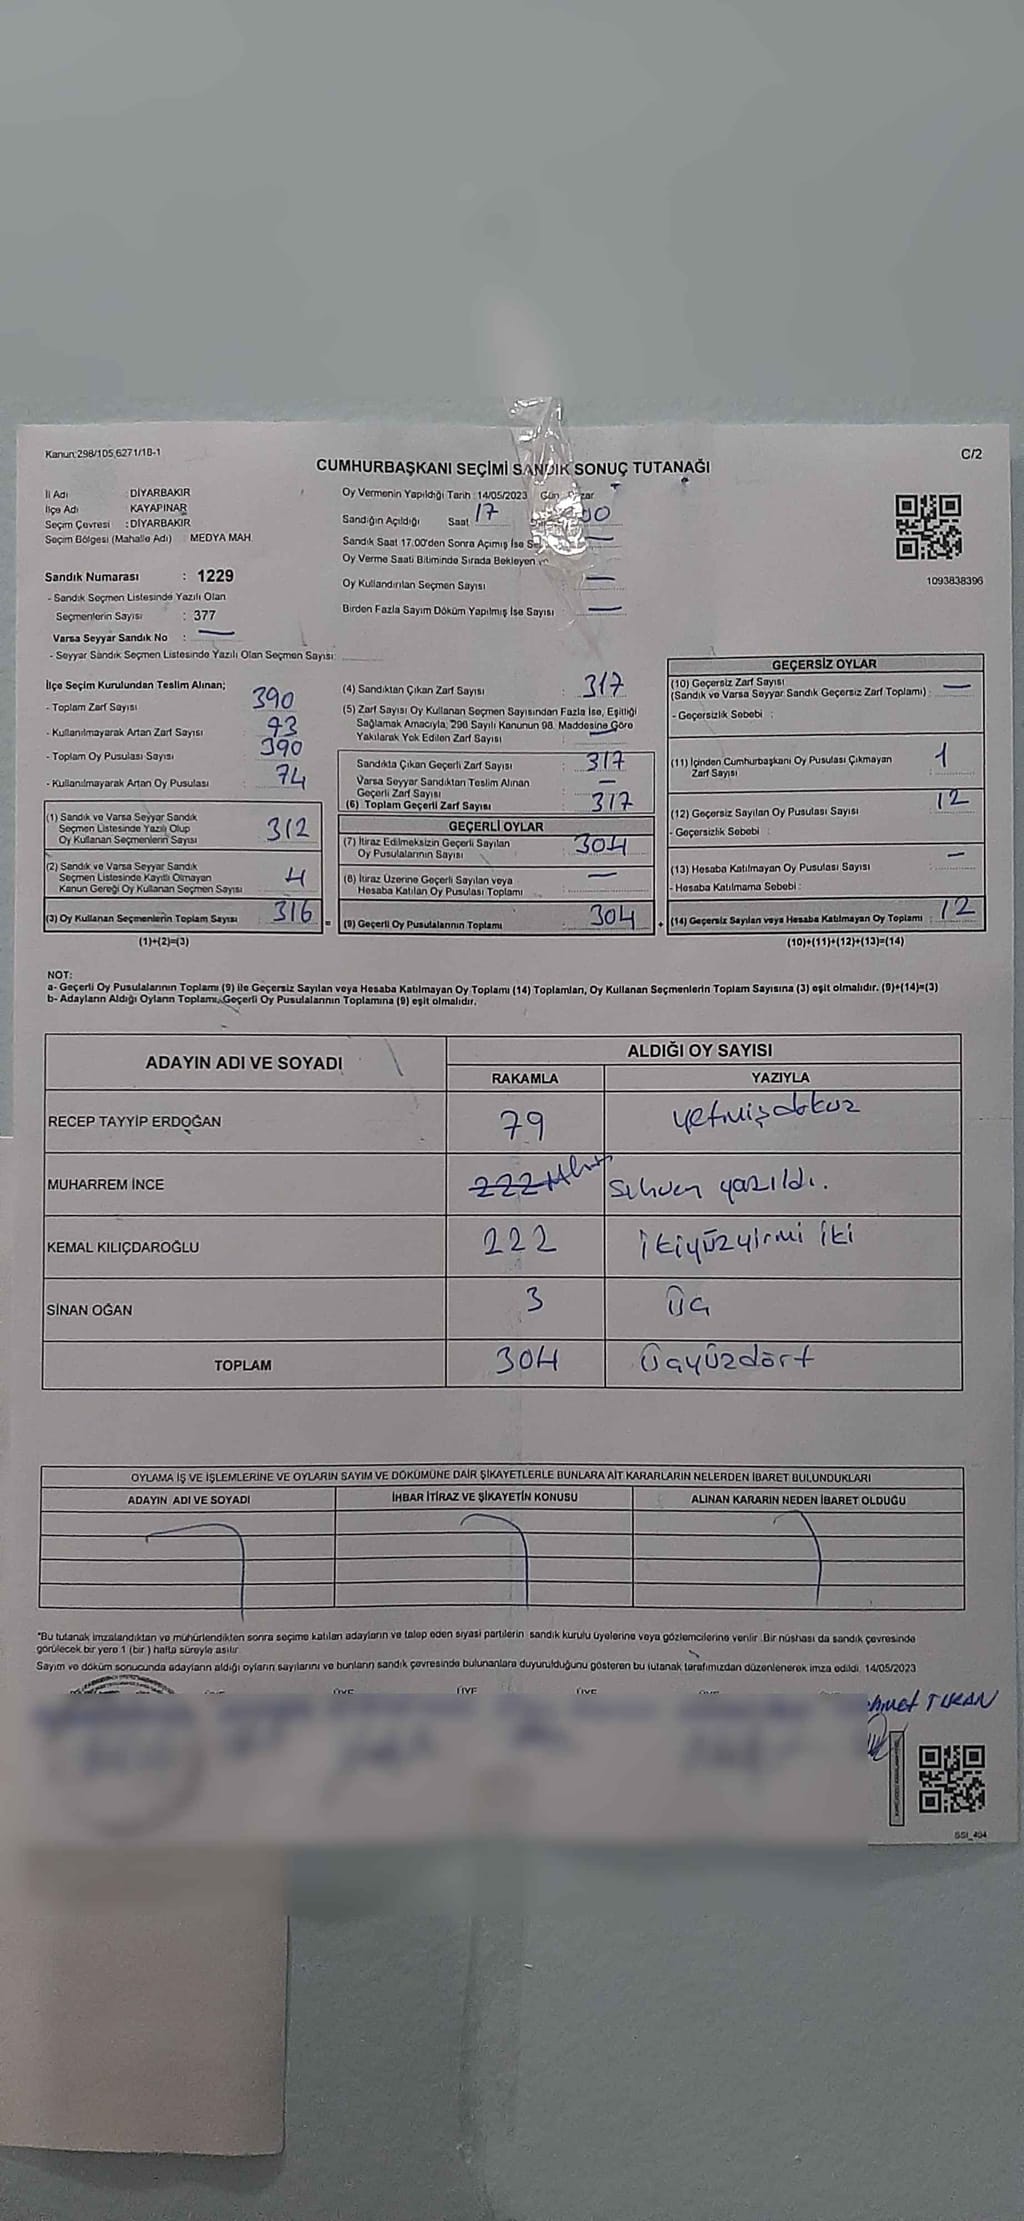 Kanun:298/105,6271/18-1
C/2
CUMHURBAŞKANI SEÇİMİ SANDIK SONUÇ TUTANAĞI
İl Adı : DİYARBAKIR
İlçe Adı : KAYAPINAR
Seçim Çevresi : DİYARBAKIR
Seçim Bölgesi (Mahalle Adı) : MEDYA MAH.
Oy Vermenin Yapıldığı Tarih : 14/05/2023 Gün : Pazar
Sandığın Açıldığı Saat 17 00
Sandık Saat 17.00'den Sonra Açımış İse —
Oy Verme Saati Bitiminde Sırada Bekleyen ve
Oy Kullandırılan Seçmen Sayısı : —
Birden Fazla Sayım Döküm Yapılmış İse Sayısı : —
1093838396
Sandık Numarası : 1229
- Sandık Seçmen Listesinde Yazılı Olan
Seçmenlerin Sayısı : 377
Varsa Seyyar Sandık No : —
- Seyyar Sandık Seçmen Listesinde Yazılı Olan Seçmen Sayısı:
İlçe Seçim Kurulundan Teslim Alınan;
- Toplam Zarf Sayısı : 390
- Kullanılmayarak Artan Zarf Sayısı : 73
- Toplam Oy Pusulası Sayısı : 390
- Kullanılmayarak Artan Oy Pusulası : 74
(1) Sandık ve Varsa Seyyar Sandık
Seçmen Listesinde Yazılı Olup
Oy Kullanan Seçmenlerin Sayısı : 312
(2) Sandık ve Varsa Seyyar Sandık
Seçmen Listesinde Kayıtlı Olmayan
Kanun Gereği Oy Kullanan Seçmen Sayısı : 4
(3) Oy Kullanan Seçmenlerin Toplam Sayısı : 316
(1)+(2)=(3)
(4) Sandıktan Çıkan Zarf Sayısı : 317
(5) Zarf Sayısı Oy Kullanan Seçmen Sayısından Fazla İse, Eşitliği
Sağlamak Amacıyla; 298 Sayılı Kanunun 98. Maddesine Göre
Yakılarak Yok Edilen Zarf Sayısı : —
Sandıkta Çıkan Geçerli Zarf Sayısı : 317
Varsa Seyyar Sandıktan Teslim Alınan
Geçerli Zarf Sayısı : —
(6) Toplam Geçerli Zarf Sayısı : 317
GEÇERLİ OYLAR
(7) İtiraz Edilmeksizin Geçerli Sayılan
Oy Pusulalarının Sayısı : 304
(8) İtiraz Üzerine Geçerli Sayılan veya
Hesaba Katılan Oy Pusulası Toplamı : —
(9) Geçerli Oy Pusulalarının Toplamı : 304
GEÇERSİZ OYLAR
(10) Geçersiz Zarf Sayısı
(Sandık ve Varsa Seyyar Sandık Geçersiz Zarf Toplamı) : —
- Geçersizlik Sebebi :
(11) İçinden Cumhurbaşkanı Oy Pusulası Çıkmayan
Zarf Sayısı : 1
(12) Geçersiz Sayılan Oy Pusulası Sayısı : 12
- Geçersizlik Sebebi :
(13) Hesaba Katılmayan Oy Pusulası Sayısı : —
- Hesaba Katılmama Sebebi :
(14) Geçersiz Sayılan veya Hesaba Katılmayan Oy Toplamı : 12
(10)+(11)+(12)+(13)=(14)
NOT:
a- Geçerli Oy Pusulalarının Toplamı (9) ile Geçersiz Sayılan veya Hesaba Katılmayan Oy Toplamı (14) Toplamları, Oy Kullanan Seçmenlerin Toplam Sayısına (3) eşit olmalıdır. (9)+(14)=(3)
b- Adayların Aldığı Oyların Toplamı, Geçerli Oy Pusulalarının Toplamına (9) eşit olmalıdır.
ADAYIN ADI VE SOYADI
ALDIĞI OY SAYISI
RAKAMLA YAZIYLA
RECEP TAYYİP ERDOĞAN 79 yetmişdokuz
MUHARREM İNCE 222 Sehven yazıldı.
KEMAL KILIÇDAROĞLU 222 ikiyüzyirmi iki
SİNAN OĞAN 3 Üç
TOPLAM 304 Üçyüzdört
OYLAMA İŞ VE İŞLEMLERİNE VE OYLARIN SAYIM VE DÖKÜMÜNE DAİR ŞİKAYETLERLE BUNLARA AİT KARARLARIN NELERDEN İBARET BULUNDUKLARI
ADAYIN ADI VE SOYADI İHBAR İTİRAZ VE ŞİKAYETİN KONUSU ALINAN KARARIN NEDEN İBARET OLDUĞU
"Bu tutanak imzalandıktan ve mühürlendikten sonra seçime katılan adayların ve talep eden siyasi partilerin sandık kurulu üyelerine veya gözlemcilerine verilir. Bir nüshası da sandık çevresinde
görülecek bir yere 1 (bir) hafta süreyle asılır.
Sayım ve döküm sonucunda adayların aldığı oyların sayılarını ve bunların sandık çevresinde bulunanlara duyurulduğunu gösteren bu tutanak tarafımızdan düzenlenerek imza edildi. 14/05/2023
ÜYE ÜYE ÜYE
SSI_494